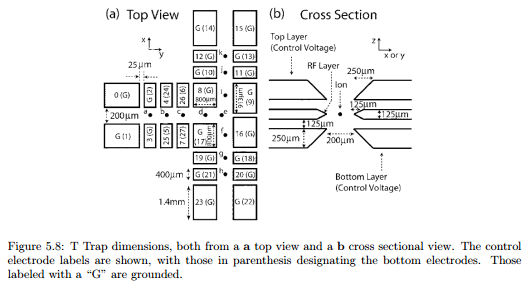 (a) Top View
(b) Cross Section
x
y
25µm
200µm
0 (G)
G (2)
4 (24)
26 (6)
8 (G)
800µm
G (1)
3 (G)
25 (5)
7 (27)
G
(17)
G (14)
15 (G)
12 (G)
G (13)
G (10)
11 (G)
G
(9)
16 (G)
19 (G)
G (18)
G (21)
20 (G)
23 (G)
G (22)
a
b
c
d
e
f
h
i
j
k
400µm
1.4mm
z
x or y
Top Layer
(Control Voltage)
RF Layer
Ion
250µm
125µm
125µm
125µm
250µm
200µm
Bottom Layer
(Control Voltage)
Figure 5.8: T Trap dimensions, both from a a top view and a b cross sectional view. The control
electrode labels are shown, with those in parenthesis designating the bottom electrodes. Those
labeled with a “G” are grounded.